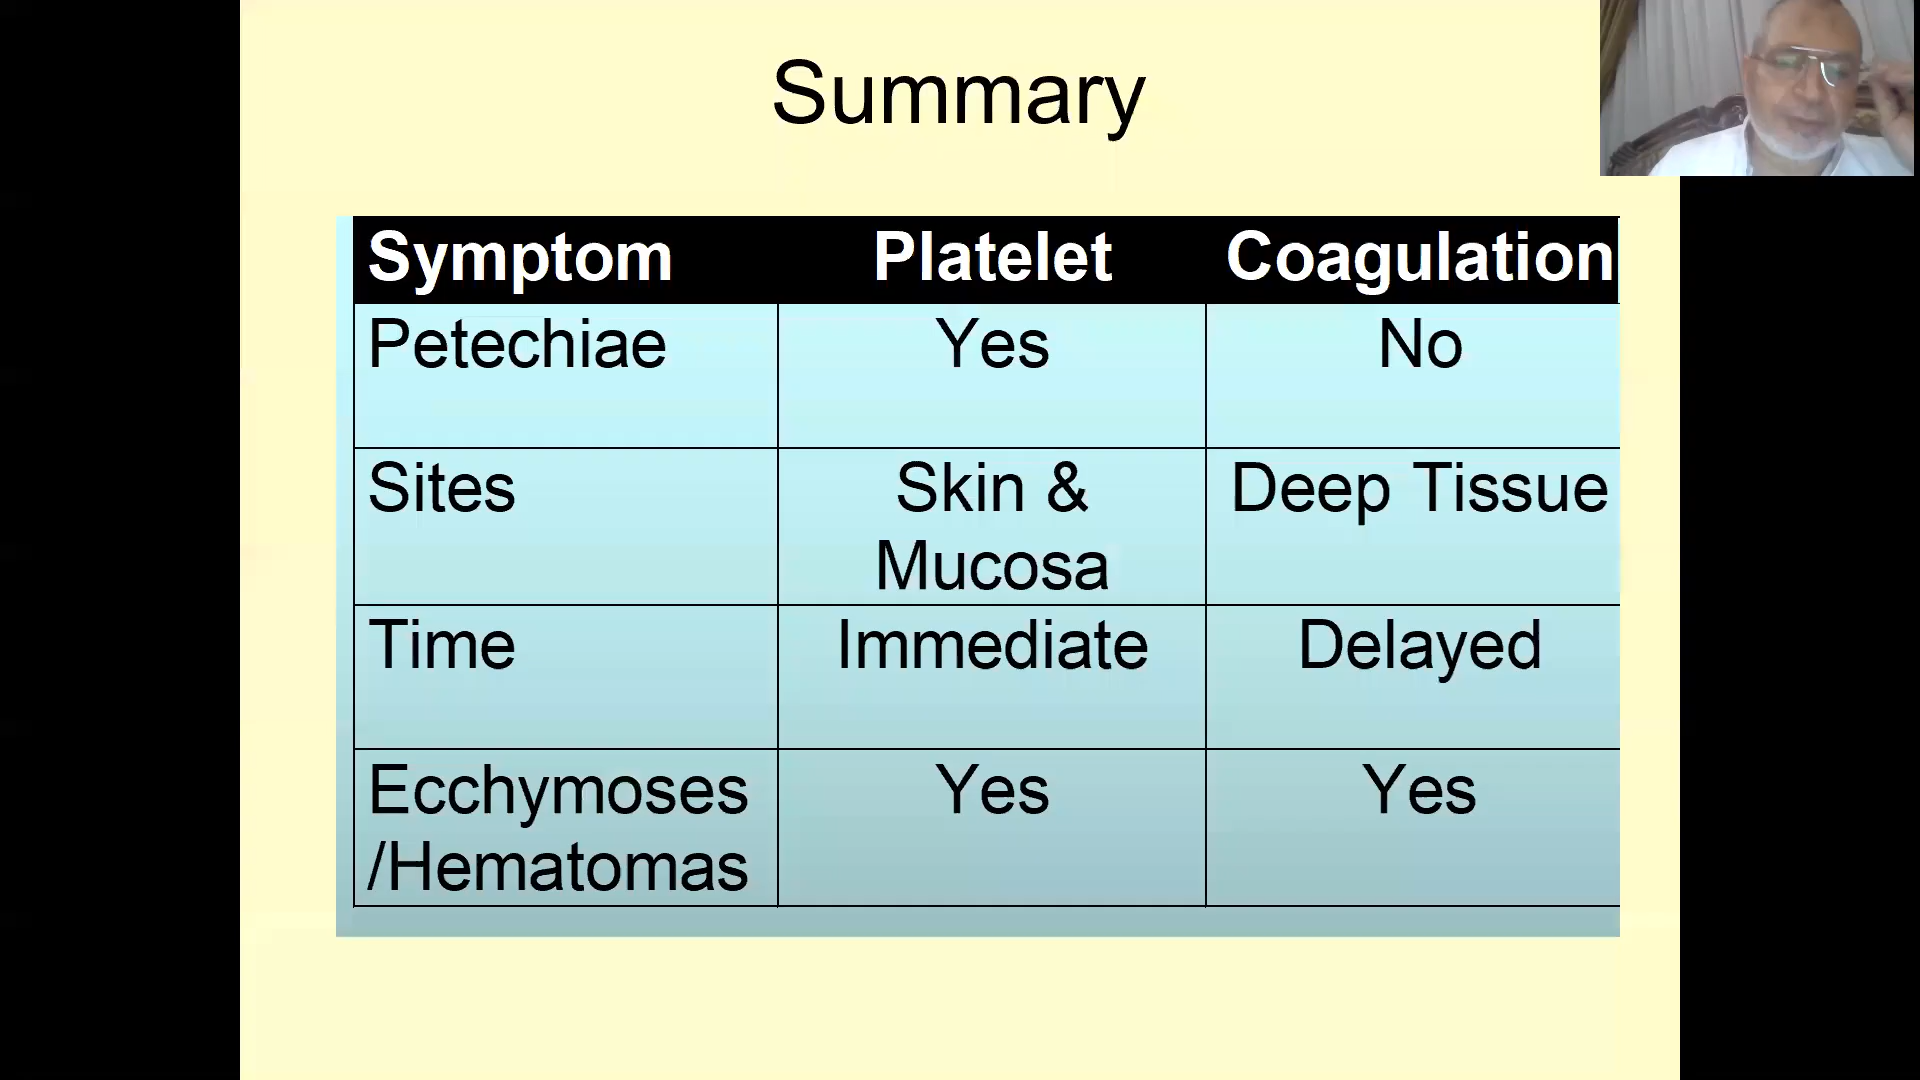 Summary
Symptom Platelet Coagulation
Petechiae Yes No
Sites Skin & Deep Tissue
Mucosa
Time Immediate Delayed
Ecchymoses Yes Yes
/Hematomas